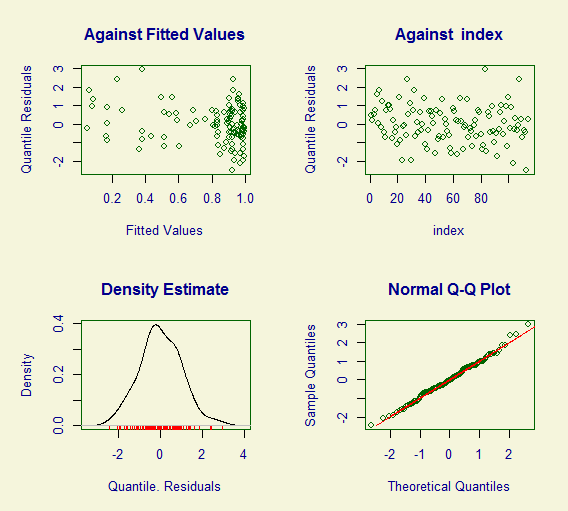 Against Fitted Values
Quantile Residuals
3
2
1
0
-2
0.2 0.4 0.6 0.8 1.0
Fitted Values
Against index
Quantile Residuals
3
2
1
0
-2
0 20 40 60 80
index
Density Estimate
Density
0.4
0.2
0.0
-2 0 2 4
Quantile. Residuals
Normal Q-Q Plot
Sample Quantiles
3
2
1
0
-2
-2 -1 0 1 2
Theoretical Quantiles